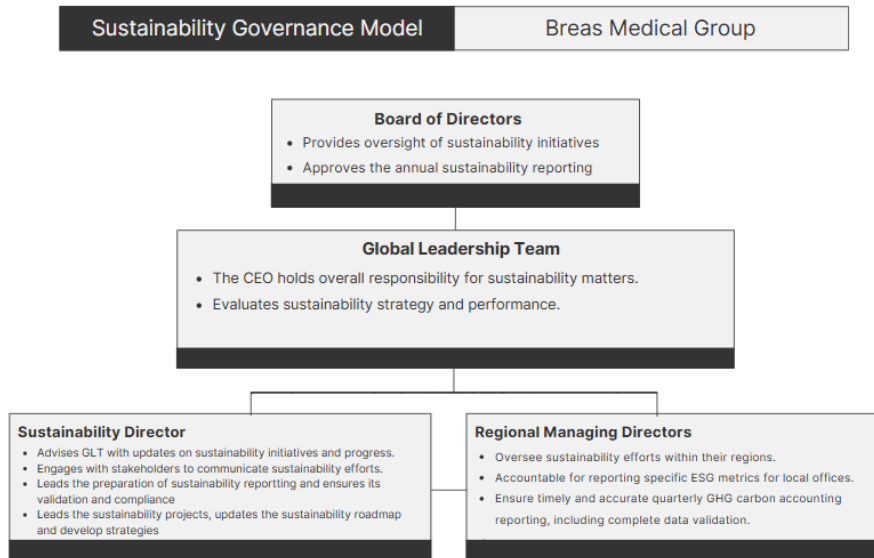 Sustainability Governance Model
Breas Medical Group
Board of Directors
• Provides oversight of sustainability initiatives
• Approves the annual sustainability reporting
Global Leadership Team
• The CEO holds overall responsibility for sustainability matters.
• Evaluates sustainability strategy and performance.
Sustainability Director
• Advises GLT with updates on sustainability initiatives and progress.
• Engages with stakeholders to communicate sustainability efforts.
• Leads the preparation of sustainability reportting and ensures its
validation and compliance
• Leads the sustainability projects, updates the sustainability roadmap
and develop strategies
Regional Managing Directors
• Oversee sustainability efforts within their regions.
• Accountable for reporting specific ESG metrics for local offices.
• Ensure timely and accurate quarterly GHG carbon accounting
reporting, including complete data validation.